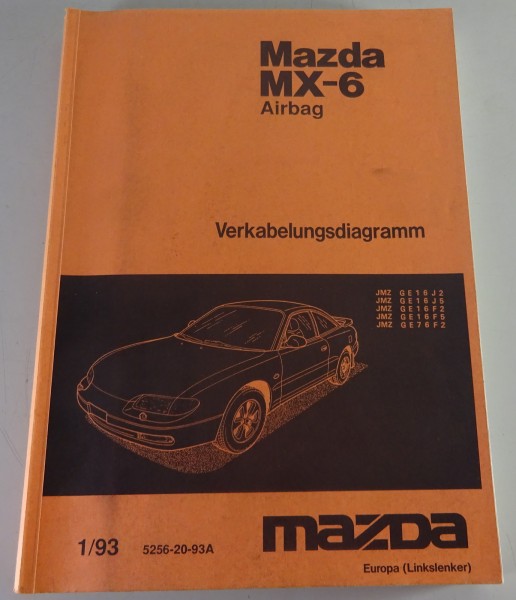 Mazda
MX-6
Airbag
Verkabelungsdiagramm
JMZ GE16J2
JMZ GE16J5
JMZ GE16F2
JMZ GE16F5
JMZ GE76F2
1/93 5256-20-93A
mazda
Europa (Linkslenker)